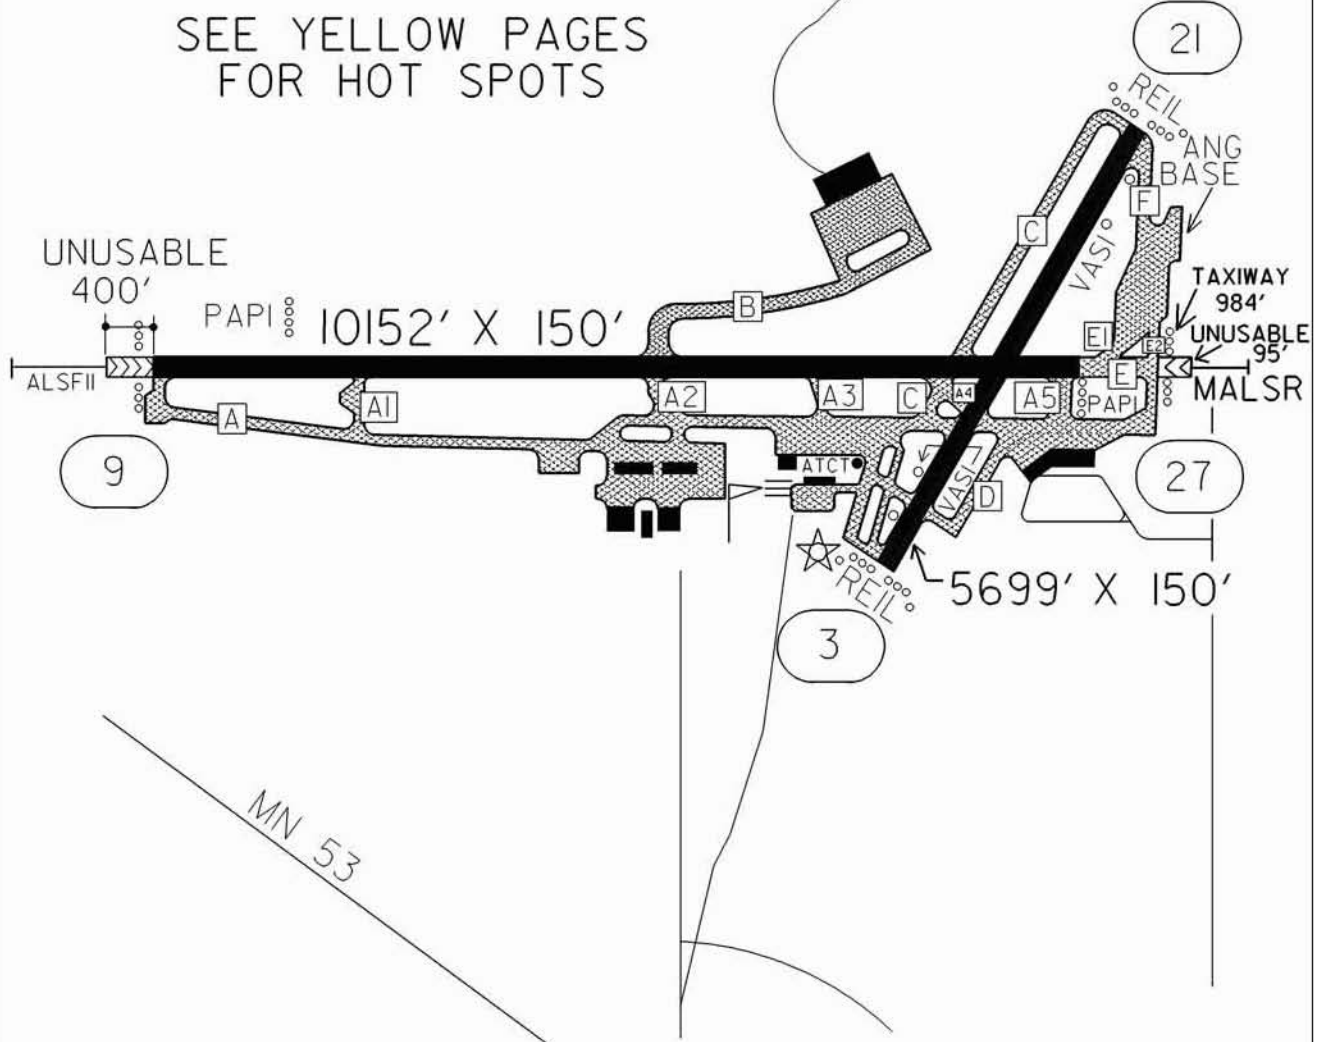 SEE YELLOW PAGES
FOR HOT SPOTS
21
REIL
ANG
BASE
F
C
VASI
UNUSABLE
400'
PAPI
10152' X 150'
B
TAXIWAY
984'
UNUSABLE
95'
E1
E2
E
ALSFII
MALSR
A
A1
A2
A3
C
A4
A5
PAPI
9
ATCT
VASI
D
27
REIL
5699' X 150'
3
MN 53